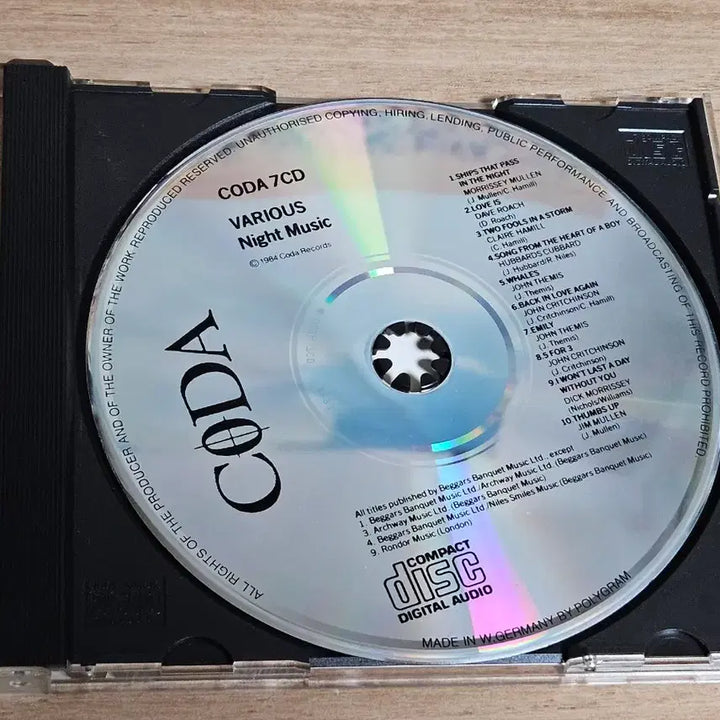 ALL RIGHTS OF THE PRODUCER AND OF THE OWNER OF THE WORK REPRODUCED RESERVED. UNAUTHORISED COPYING, HIRING, LENDING, PUBLIC PERFORMANCE AND BROADCASTING OF THIS RECORD PROHIBITED
CODA 7CD
VARIOUS
Night Music
© 1984 Coda Records
CODA
1. SHIPS THAT PASS
IN THE NIGHT
MORRISSEY MULLEN
(J. Mullen/C. Hamill)
2. LOVE IS
DAVE ROACH
(D. Roach)
3. TWO FOOLS IN A STORM
CLAIRE HAMILL
(C. Hamill)
4. SONG FROM THE HEART OF A BOY
HUBBARDS CUBBARD
(J. Hubbard/R. Niles)
5. WHALES
JOHN THEMIS
(J. Themis)
6. BACK IN LOVE AGAIN
JOHN CRITCHINSON
(J. Critchinson/C. Hamill)
7. EMILY
JOHN THEMIS
(J. Themis)
8. 5 FOR 3
JOHN CRITCHINSON
(J. Critchinson)
9. I WON'T LAST A DAY
WITHOUT YOU
DICK MORRISSEY
(Nichols/Williams)
10. THUMBS UP
JIM MULLEN
(J. Mullen)
All titles published by Beggars Banquet Music Ltd., except
1. Beggars Banquet Music Ltd./Archway Music Ltd. (Beggars Banquet Music)
3. Archway Music Ltd. (Beggars Banquet Music)
4. Beggars Banquet Music Ltd./Niles Smiles Music (Beggars Banquet Music)
9. Rondor Music (London)
COMPACT
disc
DIGITAL AUDIO
MADE IN W. GERMANY BY POLYGRAM